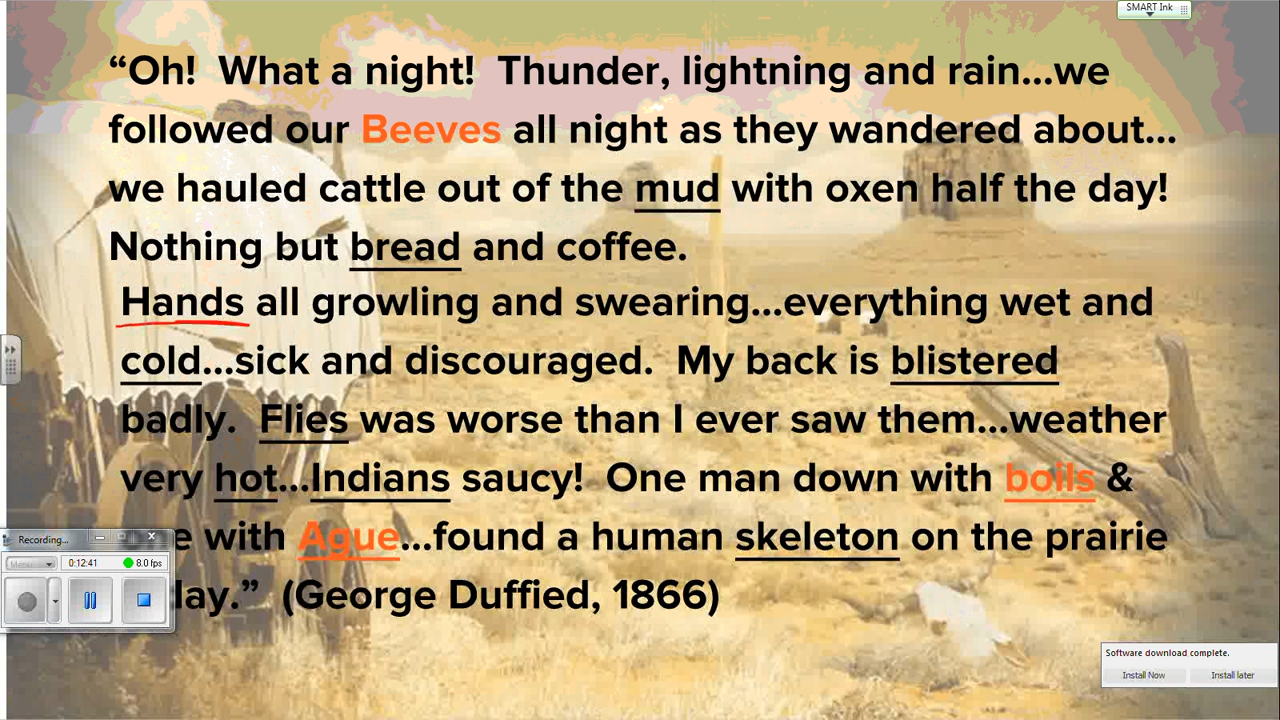 SMART Ink
“Oh!  What a night!  Thunder, lightning and rain...we
followed our Beeves all night as they wandered about...
we hauled cattle out of the mud with oxen half the day!
Nothing but bread and coffee.
Hands all growling and swearing...everything wet and
cold...sick and discouraged.  My back is blistered
badly.  Flies was worse than I ever saw them...weather
very hot...Indians saucy!  One man down with boils &
e with Ague...found a human skeleton on the prairie
day.”  (George Duffied, 1866)
Recording...
Menu
0:12:41
8.0 fps
Software download complete.
Install Now
Install later